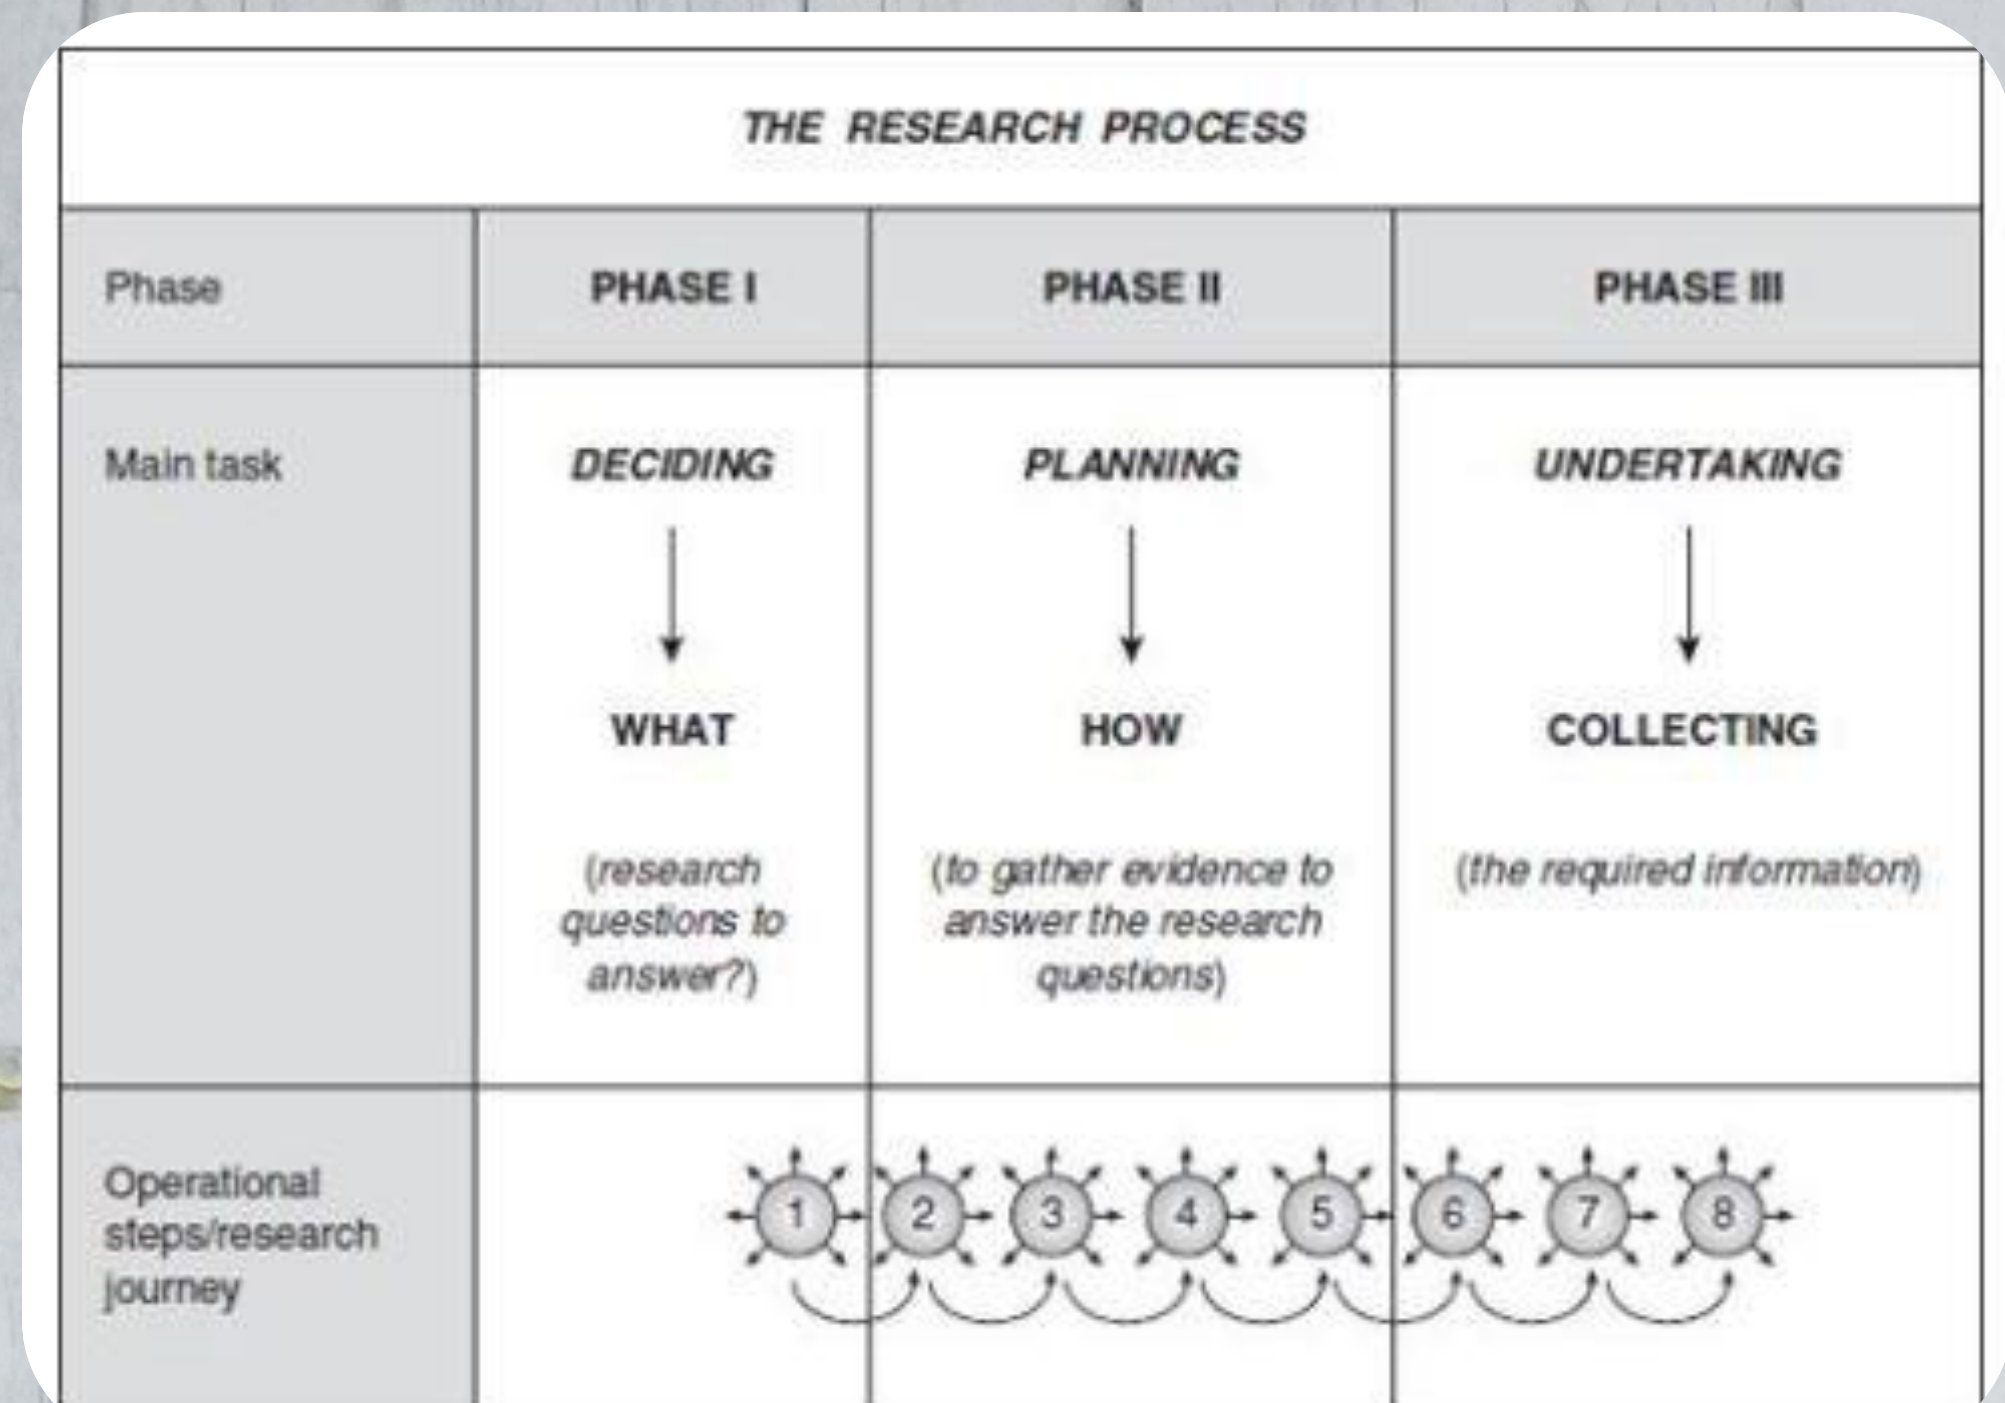 THE RESEARCH PROCESS
Phase
PHASE I
PHASE II
PHASE III
Main task
DECIDING
PLANNING
UNDERTAKING
WHAT
HOW
COLLECTING
(research
questions to
answer?)
(to gather evidence to
answer the research
questions)
(the required information)
Operational
steps/research
journey
1 2 3 4 5 6 7 8